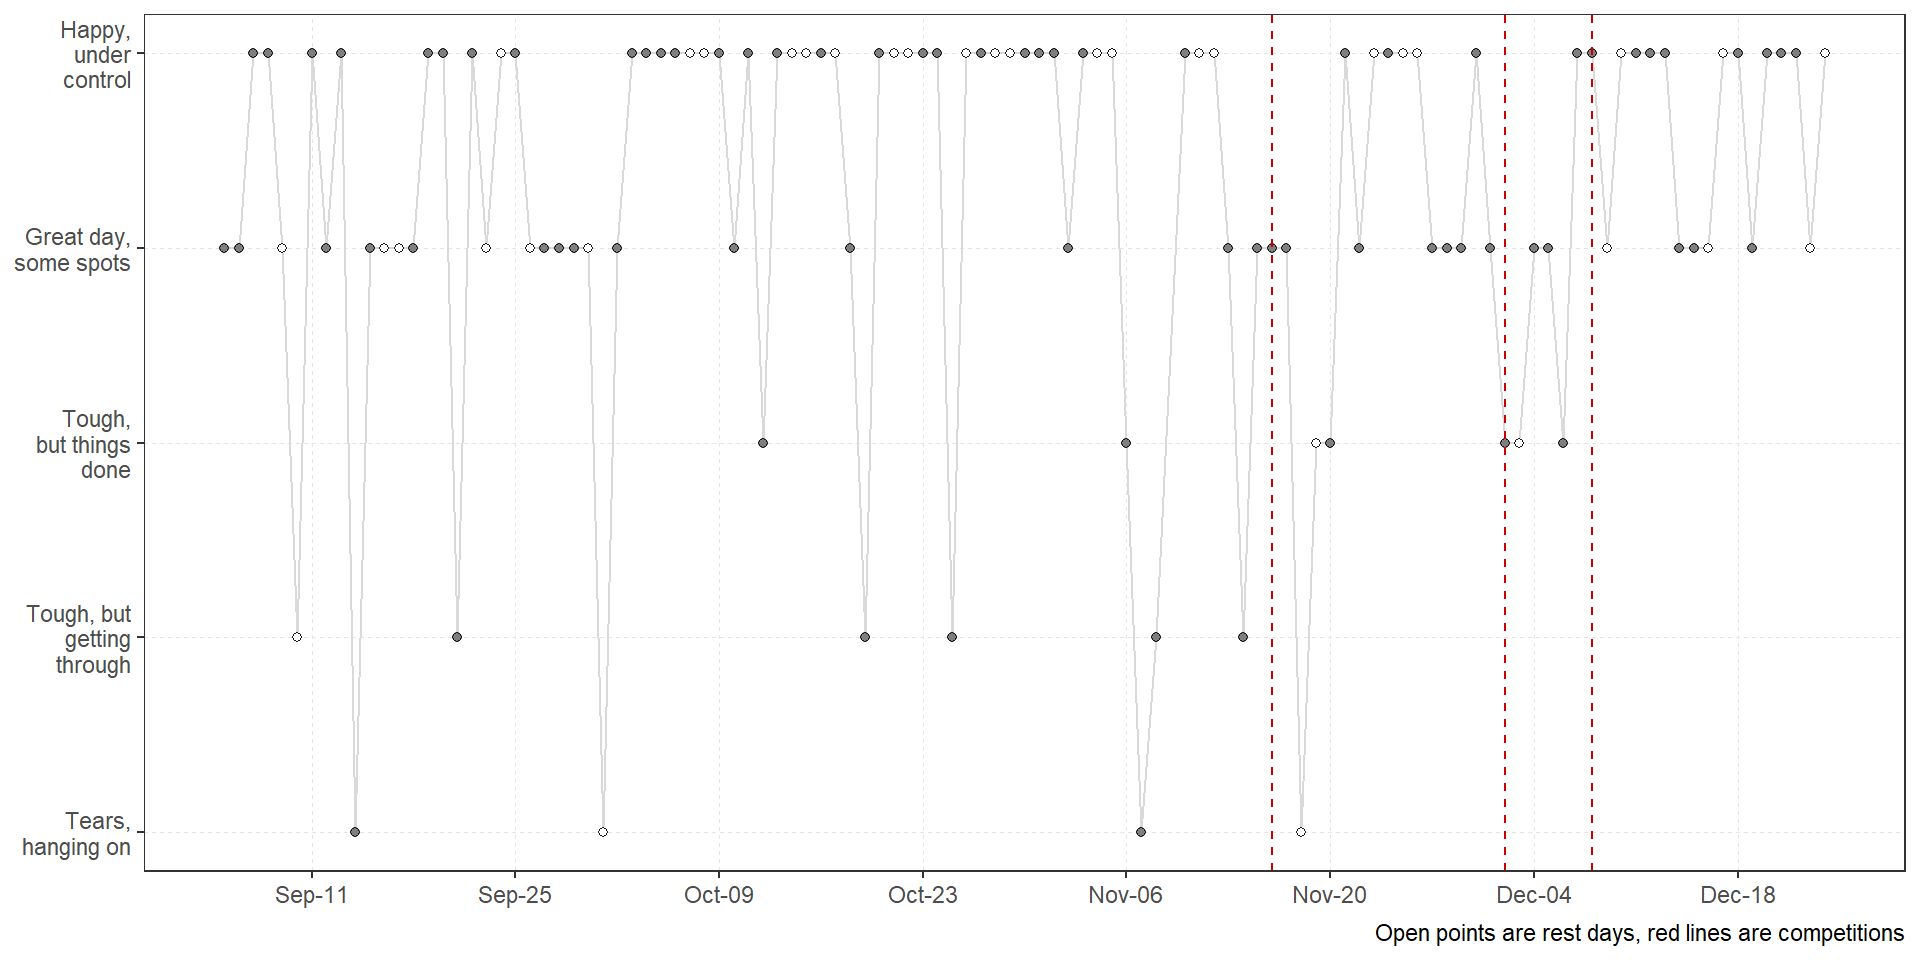 Happy,
under
control
Great day,
some spots
Tough,
but things
done
Tough, but
getting
through
Tears,
hanging on
Sep-11
Sep-25
Oct-09
Oct-23
Nov-06
Nov-20
Dec-04
Dec-18
Open points are rest days, red lines are competitions